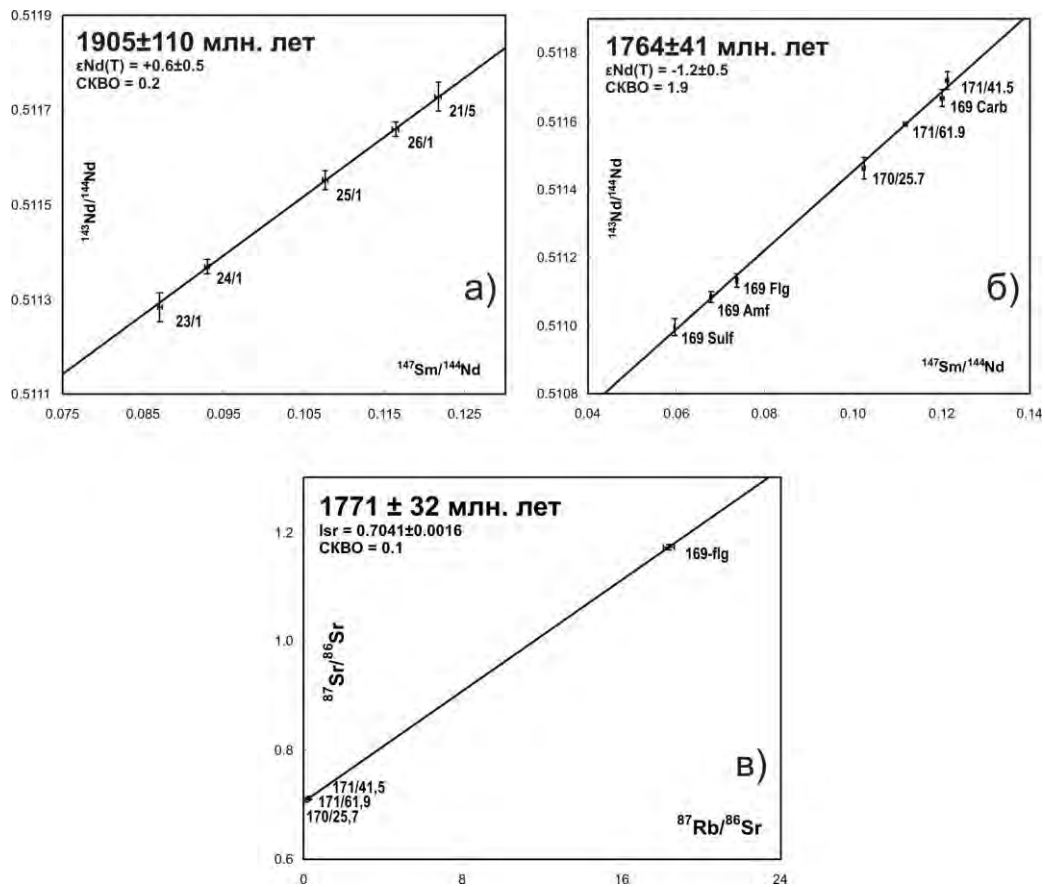 0.5119
1905±110 млн. лет
εNd(T) = +0.6±0.5
СКВО = 0.2
0.5117
21/5
26/1
0.5115
143Nd/144Nd
25/1
24/1
а)
0.5113
23/1
147Sm/144Nd
0.5111
0.075
0.085
0.095
0.105
0.115
0.125
1764±41 млн. лет
εNd(T) = -1.2±0.5
СКВО = 1.9
0.5118
171/41.5
169 Carb
0.5116
171/61.9
170/25.7
0.5114
143Nd/144Nd
0.5112
169 Flg
169 Amf
б)
0.5110
169 Sulf
147Sm/144Nd
0.5108
0.04
0.06
0.08
0.10
0.12
0.14
1771 ± 32 млн. лет
Isr = 0.7041±0.0016
СКВО = 0.1
1.2
169-flg
1.0
87Sr/86Sr
0.8
171/41,5
171/61,9
170/25,7
в)
87Rb/86Sr
0.6
0
8
16
24